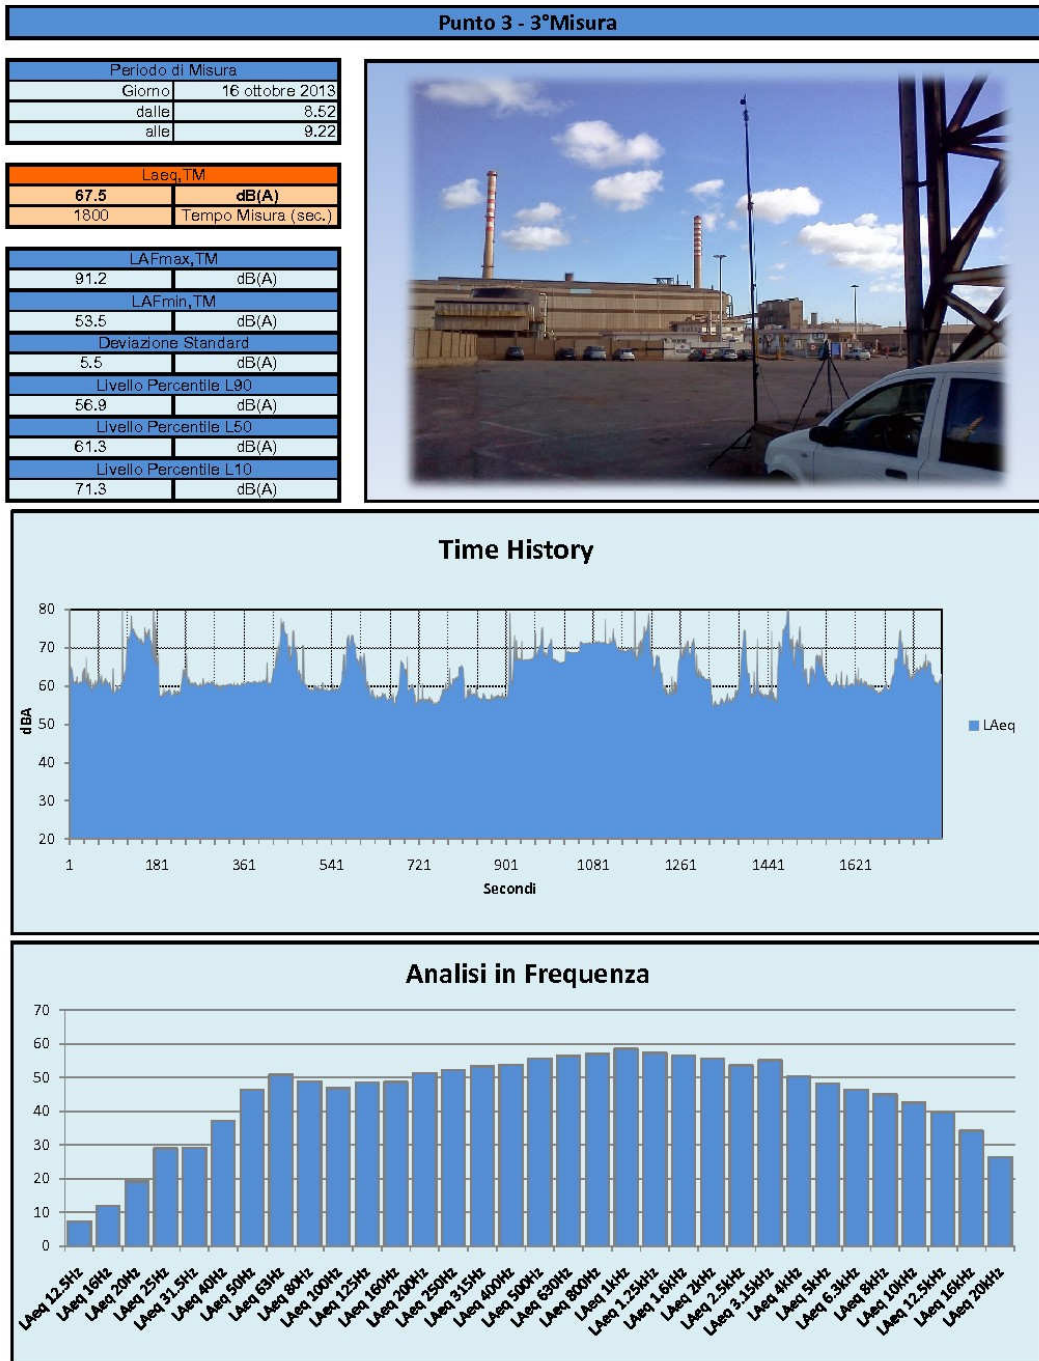 Punto 3 - 3°Misura
Periodo di Misura
Giorno 16 ottobre 2013
dalle 8.52
alle 9.22
Laeq,TM
67.5 dB(A)
1800 Tempo Misura (sec.)
LAFmax,TM
91.2 dB(A)
LAFmin,TM
53.5 dB(A)
Deviazione Standard
5.5 dB(A)
Livello Percentile L90
56.9 dB(A)
Livello Percentile L50
61.3 dB(A)
Livello Percentile L10
71.3 dB(A)
Time History
80
70
60
50
40
30
20
dBA
1 181 361 541 721 901 1081 1261 1441 1621
Secondi
LAeq
Analisi in Frequenza
70
60
50
40
30
20
10
0
LAeq 12.5Hz
LAeq 16Hz
LAeq 20Hz
LAeq 25Hz
LAeq 31.5Hz
LAeq 40Hz
LAeq 50Hz
LAeq 63Hz
LAeq 80Hz
LAeq 100Hz
LAeq 125Hz
LAeq 160Hz
LAeq 200Hz
LAeq 250Hz
LAeq 315Hz
LAeq 400Hz
LAeq 500Hz
LAeq 630Hz
LAeq 800Hz
LAeq 1kHz
LAeq 1.25kHz
LAeq 1.6kHz
LAeq 2kHz
LAeq 2.5kHz
LAeq 3.15kHz
LAeq 4kHz
LAeq 5kHz
LAeq 6.3kHz
LAeq 8kHz
LAeq 10kHz
LAeq 12.5kHz
LAeq 16kHz
LAeq 20kHz